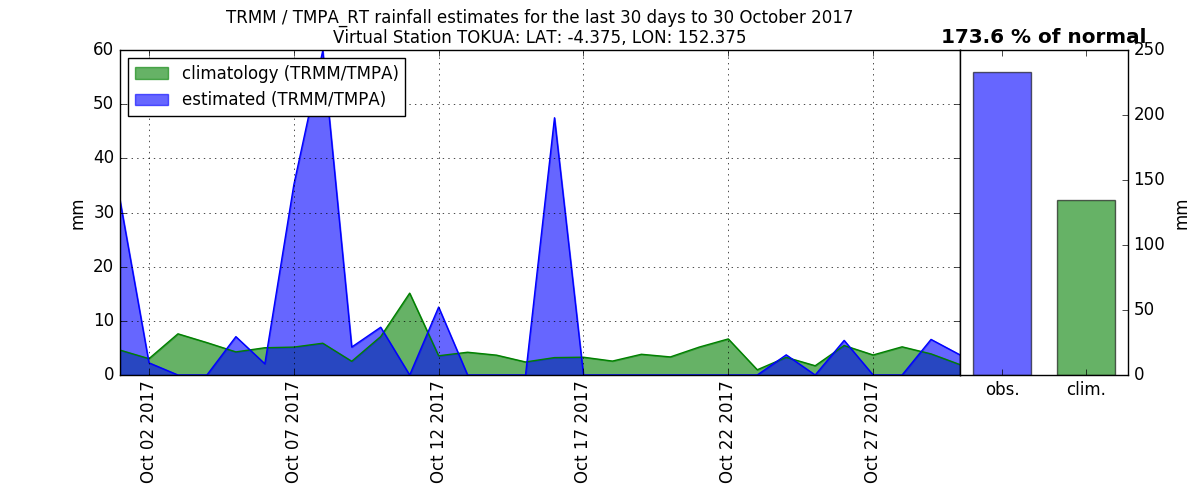 TRMM / TMPA_RT rainfall estimates for the last 30 days to 30 October 2017
Virtual Station TOKUA: LAT: -4.375, LON: 152.375
173.6 % of normal
climatology (TRMM/TMPA)
estimated (TRMM/TMPA)
60
50
40
30
20
10
0
mm
Oct 02 2017
Oct 07 2017
Oct 12 2017
Oct 17 2017
Oct 22 2017
Oct 27 2017
obs.
clim.
250
200
150
100
50
0
mm